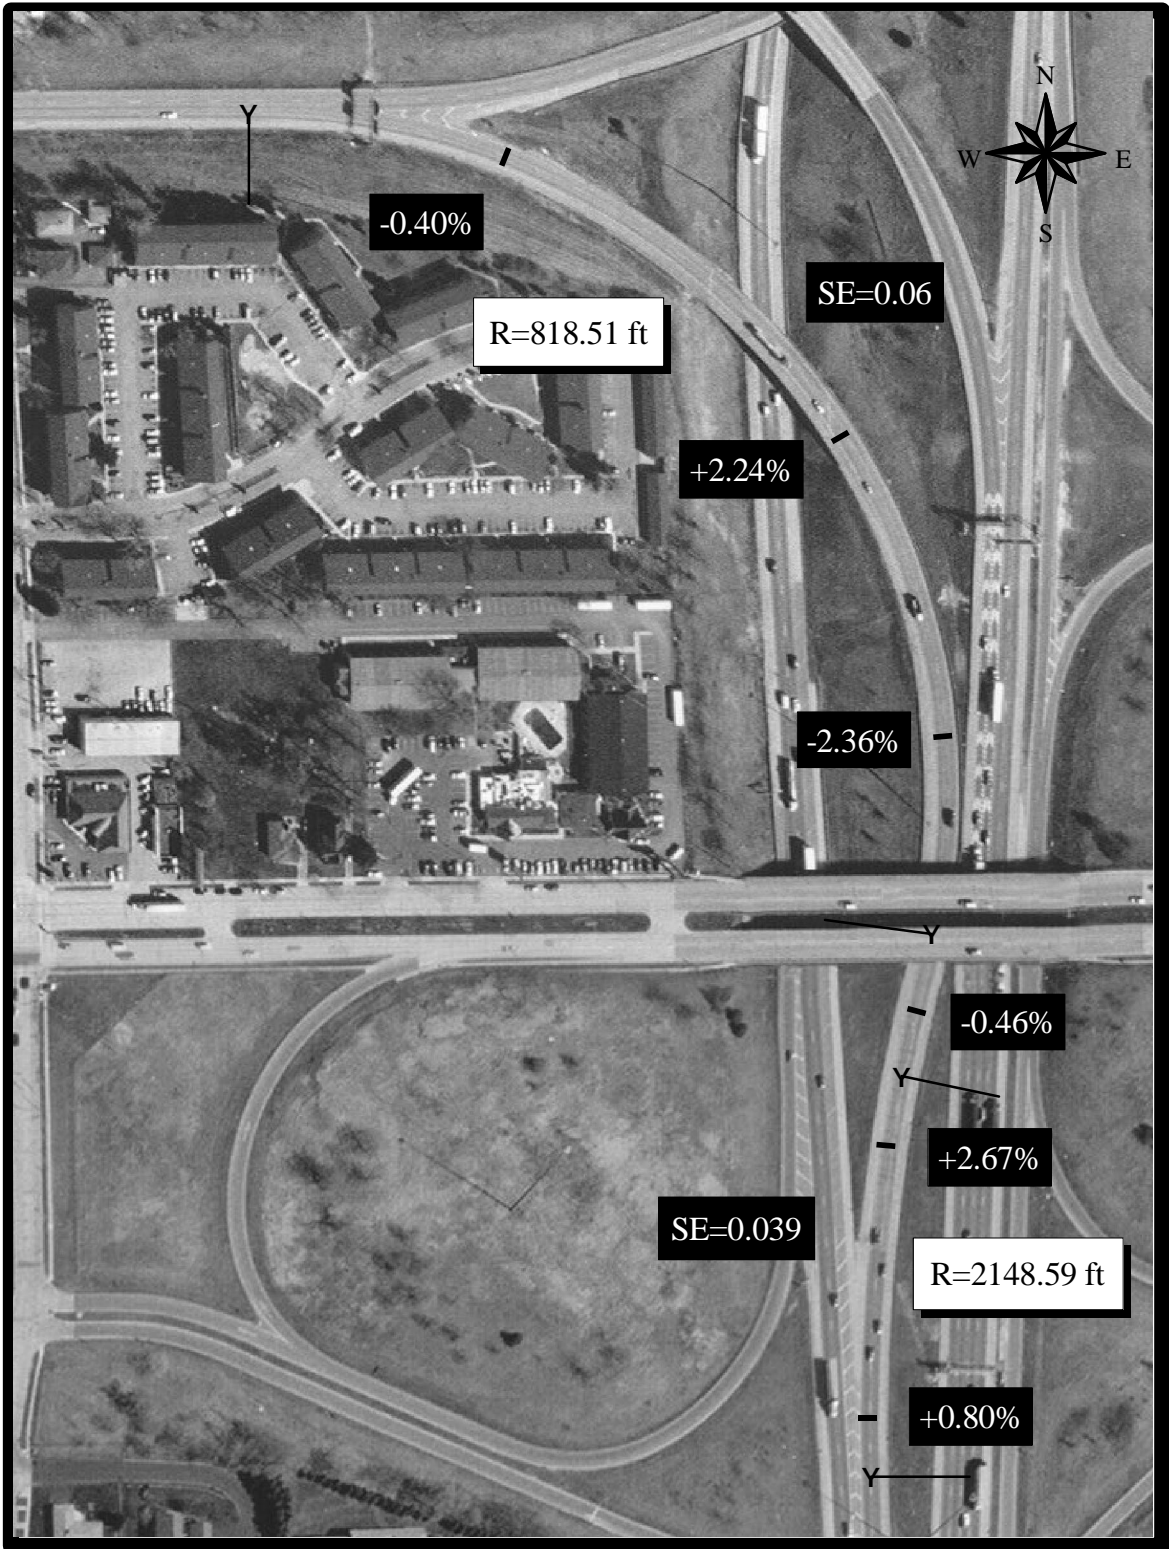 N
Y
W
E
S
-0.40%
SE=0.06
R=818.51 ft
+2.24%
-2.36%
Y
-0.46%
Y
+2.67%
SE=0.039
R=2148.59 ft
+0.80%
Y